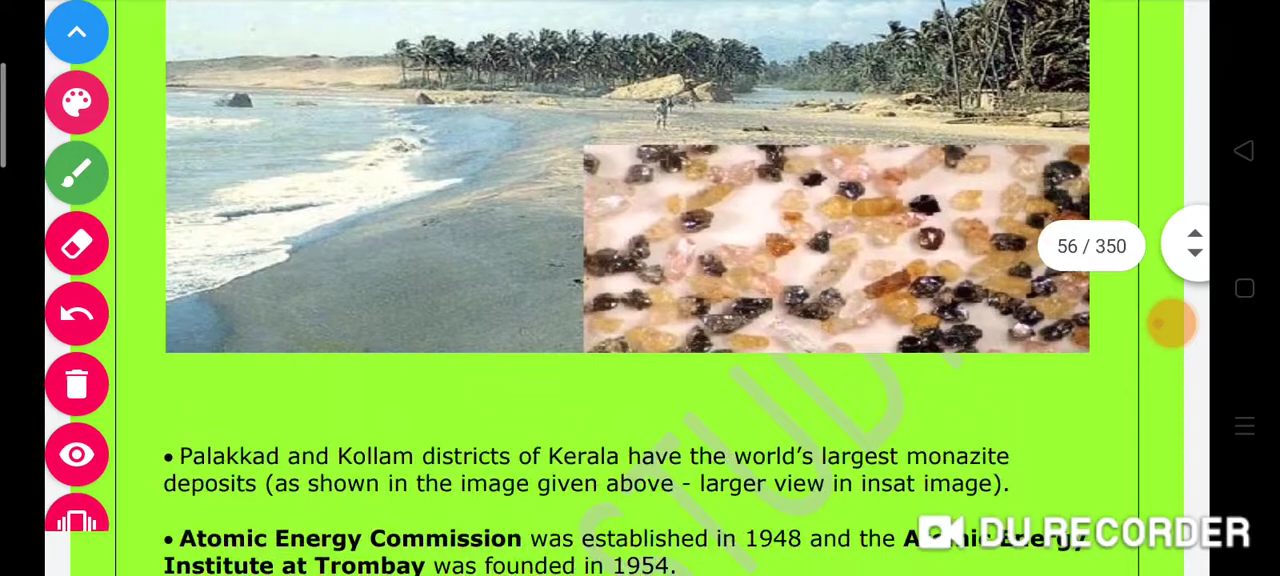 56 / 350
• Palakkad and Kollam districts of Kerala have the world's largest monazite
deposits (as shown in the image given above - larger view in insat image).
• Atomic Energy Commission was established in 1948 and the Atomic Energy
Institute at Trombay was founded in 1954.
DU RECORDER